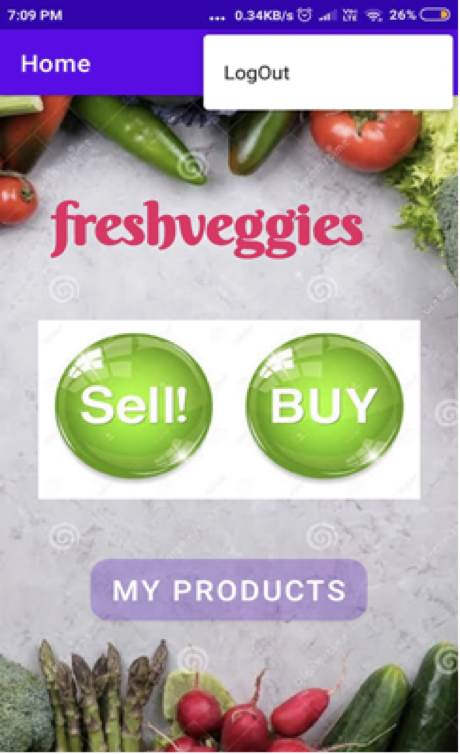 7:09 PM ... 0.34KB/s 26%
Home
LogOut
freshveggies
Sell! BUY
MY PRODUCTS